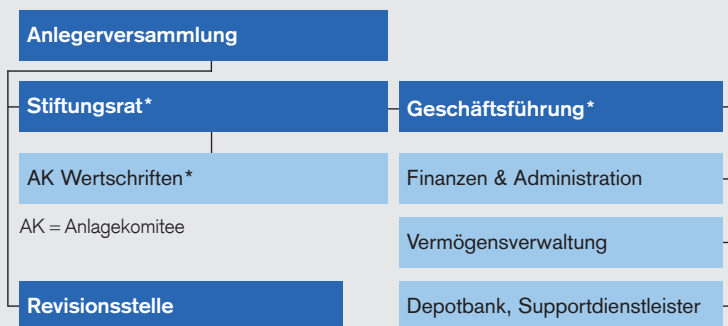 Anlegerversammlung
Stiftungsrat*
Geschäftsführung*
AK Wertschriften*
Finanzen & Administration
AK = Anlagekomitee
Vermögensverwaltung
Revisionsstelle
Depotbank, Supportdienstleister